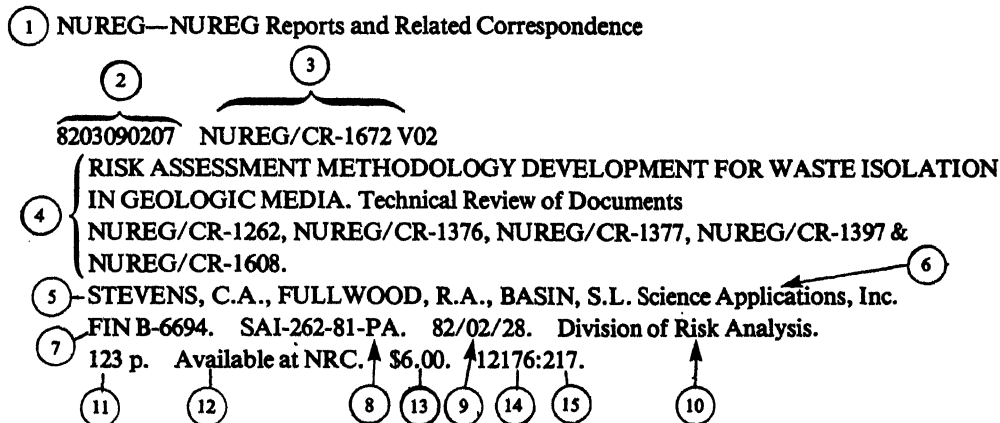 1 NUREG—NUREG Reports and Related Correspondence
2 3
8203090207 NUREG/CR-1672 V02
4 RISK ASSESSMENT METHODOLOGY DEVELOPMENT FOR WASTE ISOLATION
IN GEOLOGIC MEDIA. Technical Review of Documents
NUREG/CR-1262, NUREG/CR-1376, NUREG/CR-1377, NUREG/CR-1397 &
NUREG/CR-1608.
6
5 STEVENS, C.A., FULLWOOD, R.A., BASIN, S.L. Science Applications, Inc.
7 FIN B-6694. SAI-262-81-PA. 82/02/28. Division of Risk Analysis.
123 p. Available at NRC. $6.00. 12176:217.
11 12 8 13 9 14 15 10